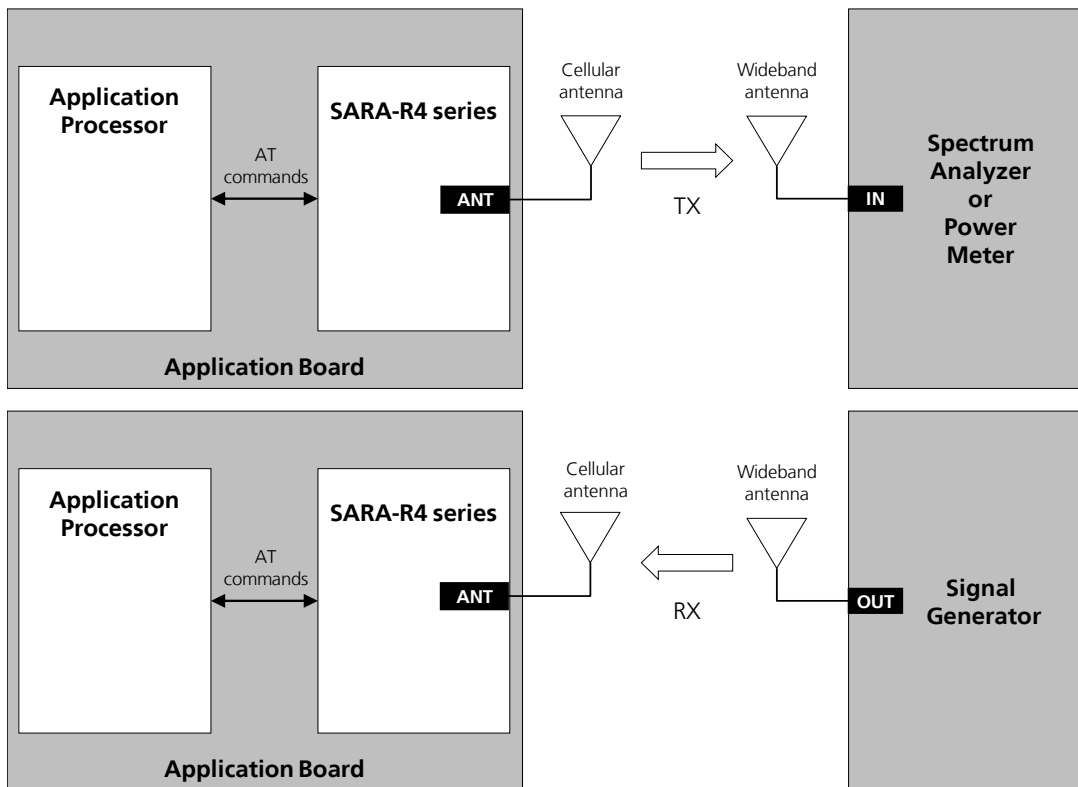 Application
Processor
AT
commands
SARA-R4 series
ANT
Application Board
Cellular
antenna
TX
Wideband
antenna
IN
Spectrum
Analyzer
or
Power
Meter
Application
Processor
AT
commands
SARA-R4 series
ANT
Application Board
Cellular
antenna
RX
Wideband
antenna
OUT
Signal
Generator